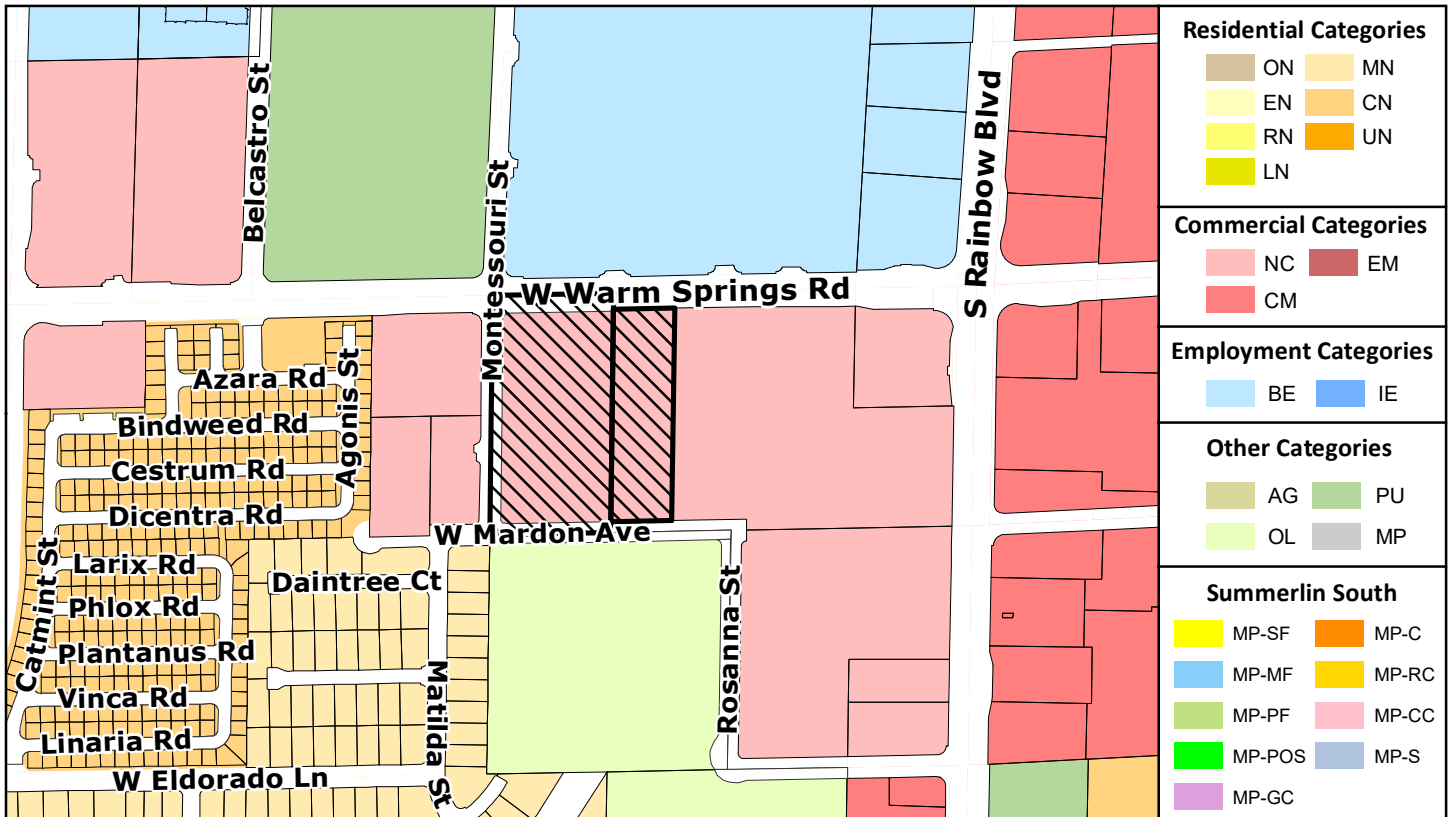 Belcastro St
Montessouri St
S Rainbow Blvd
W Warm Springs Rd
Azara Rd
Agonis St
Bindweed Rd
Cestrum Rd
Dicentra Rd
W Mardon Ave
Catmint St
Larix Rd
Daintree Ct
Phlox Rd
Rosanna St
Plantanus Rd
Matilda St
Vinca Rd
Linaria Rd
W Eldorado Ln
Residential Categories
ON MN
EN CN
RN UN
LN
Commercial Categories
NC EM
CM
Employment Categories
BE IE
Other Categories
AG PU
OL MP
Summerlin South
MP-SF MP-C
MP-MF MP-RC
MP-PF MP-CC
MP-POS MP-S
MP-GC